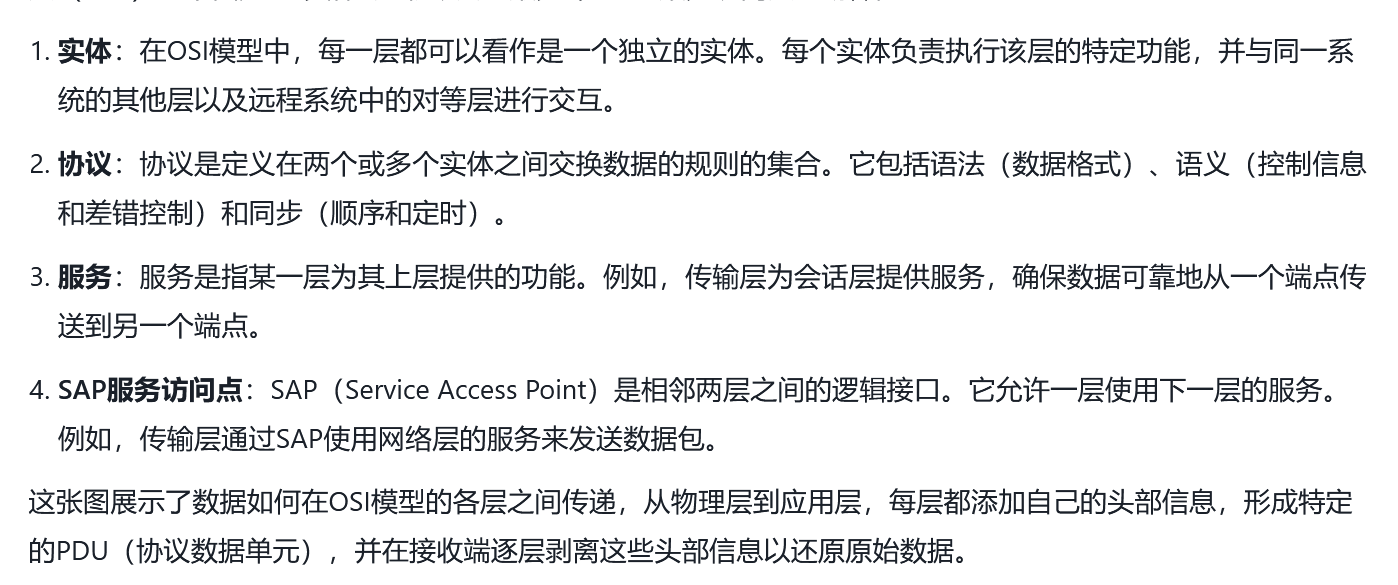 1. 实体：在OSI模型中，每一层都可以看作是一个独立的实体。每个实体负责执行该层的特定功能，并与同一系
统的其他层以及远程系统中的对等层进行交互。
2. 协议：协议是定义在两个或多个实体之间交换数据的规则的集合。它包括语法（数据格式）、语义（控制信息
和差错控制）和同步（顺序和定时）。
3. 服务：服务是指某一层为其上层提供的功能。例如，传输层为会话层提供服务，确保数据可靠地从一个端点传
送到另一个端点。
4. SAP服务访问点：SAP（Service Access Point）是相邻两层之间的逻辑接口。它允许一层使用下一层的服务。
例如，传输层通过SAP使用网络层的服务来发送数据包。
这张图展示了数据如何在OSI模型的各层之间传递，从物理层到应用层，每层都添加自己的头部信息，形成特定
的PDU（协议数据单元），并在接收端逐层剥离这些头部信息以还原原始数据。